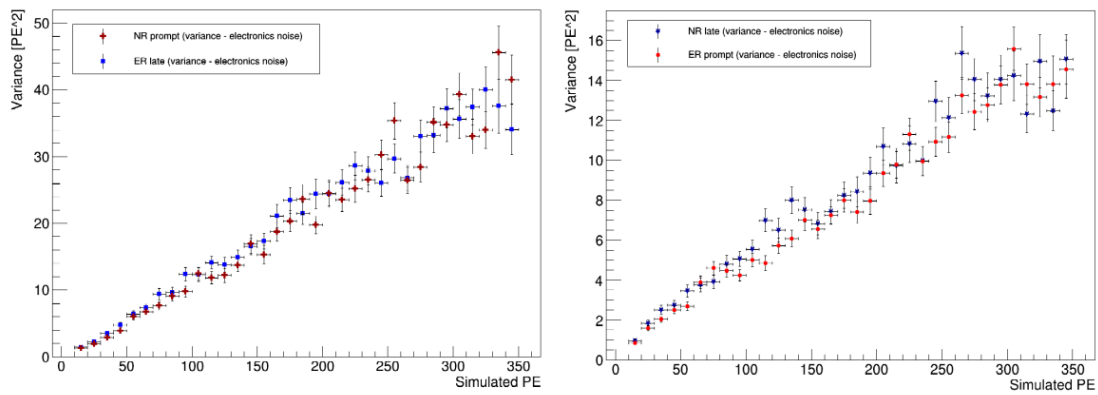 Variance [PE^2]
50
40
30
20
10
0
NR prompt (variance - electronics noise)
ER late (variance - electronics noise)
0 50 100 150 200 250 300 350
Simulated PE
Variance [PE^2]
16
14
12
10
8
6
4
2
0
NR late (variance - electronics noise)
ER prompt (variance - electronics noise)
0 50 100 150 200 250 300 350
Simulated PE